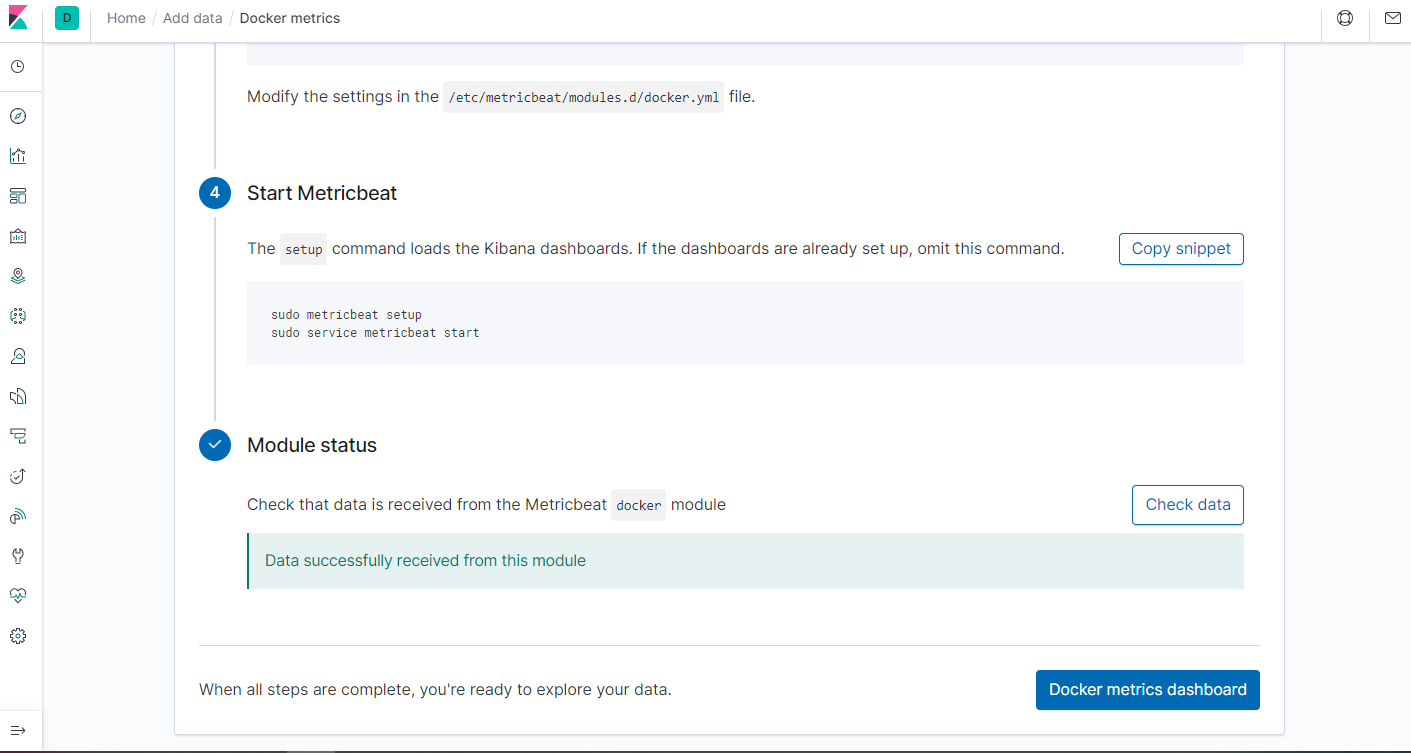 D
Home / Add data / Docker metrics
Modify the settings in the /etc/metricbeat/modules.d/docker.yml file.
4 Start Metricbeat
The setup command loads the Kibana dashboards. If the dashboards are already set up, omit this command.
Copy snippet
sudo metricbeat setup
sudo service metricbeat start
Module status
Check that data is received from the Metricbeat docker module
Check data
Data successfully received from this module
When all steps are complete, you're ready to explore your data.
Docker metrics dashboard